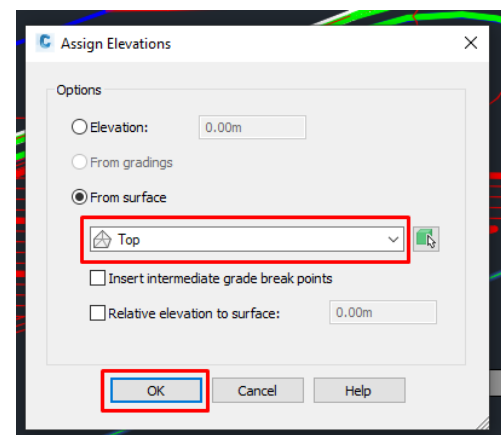 C Assign Elevations
Options
Elevation: 0.00m
From gradings
From surface
Top
Insert intermediate grade break points
Relative elevation to surface: 0.00m
OK Cancel Help